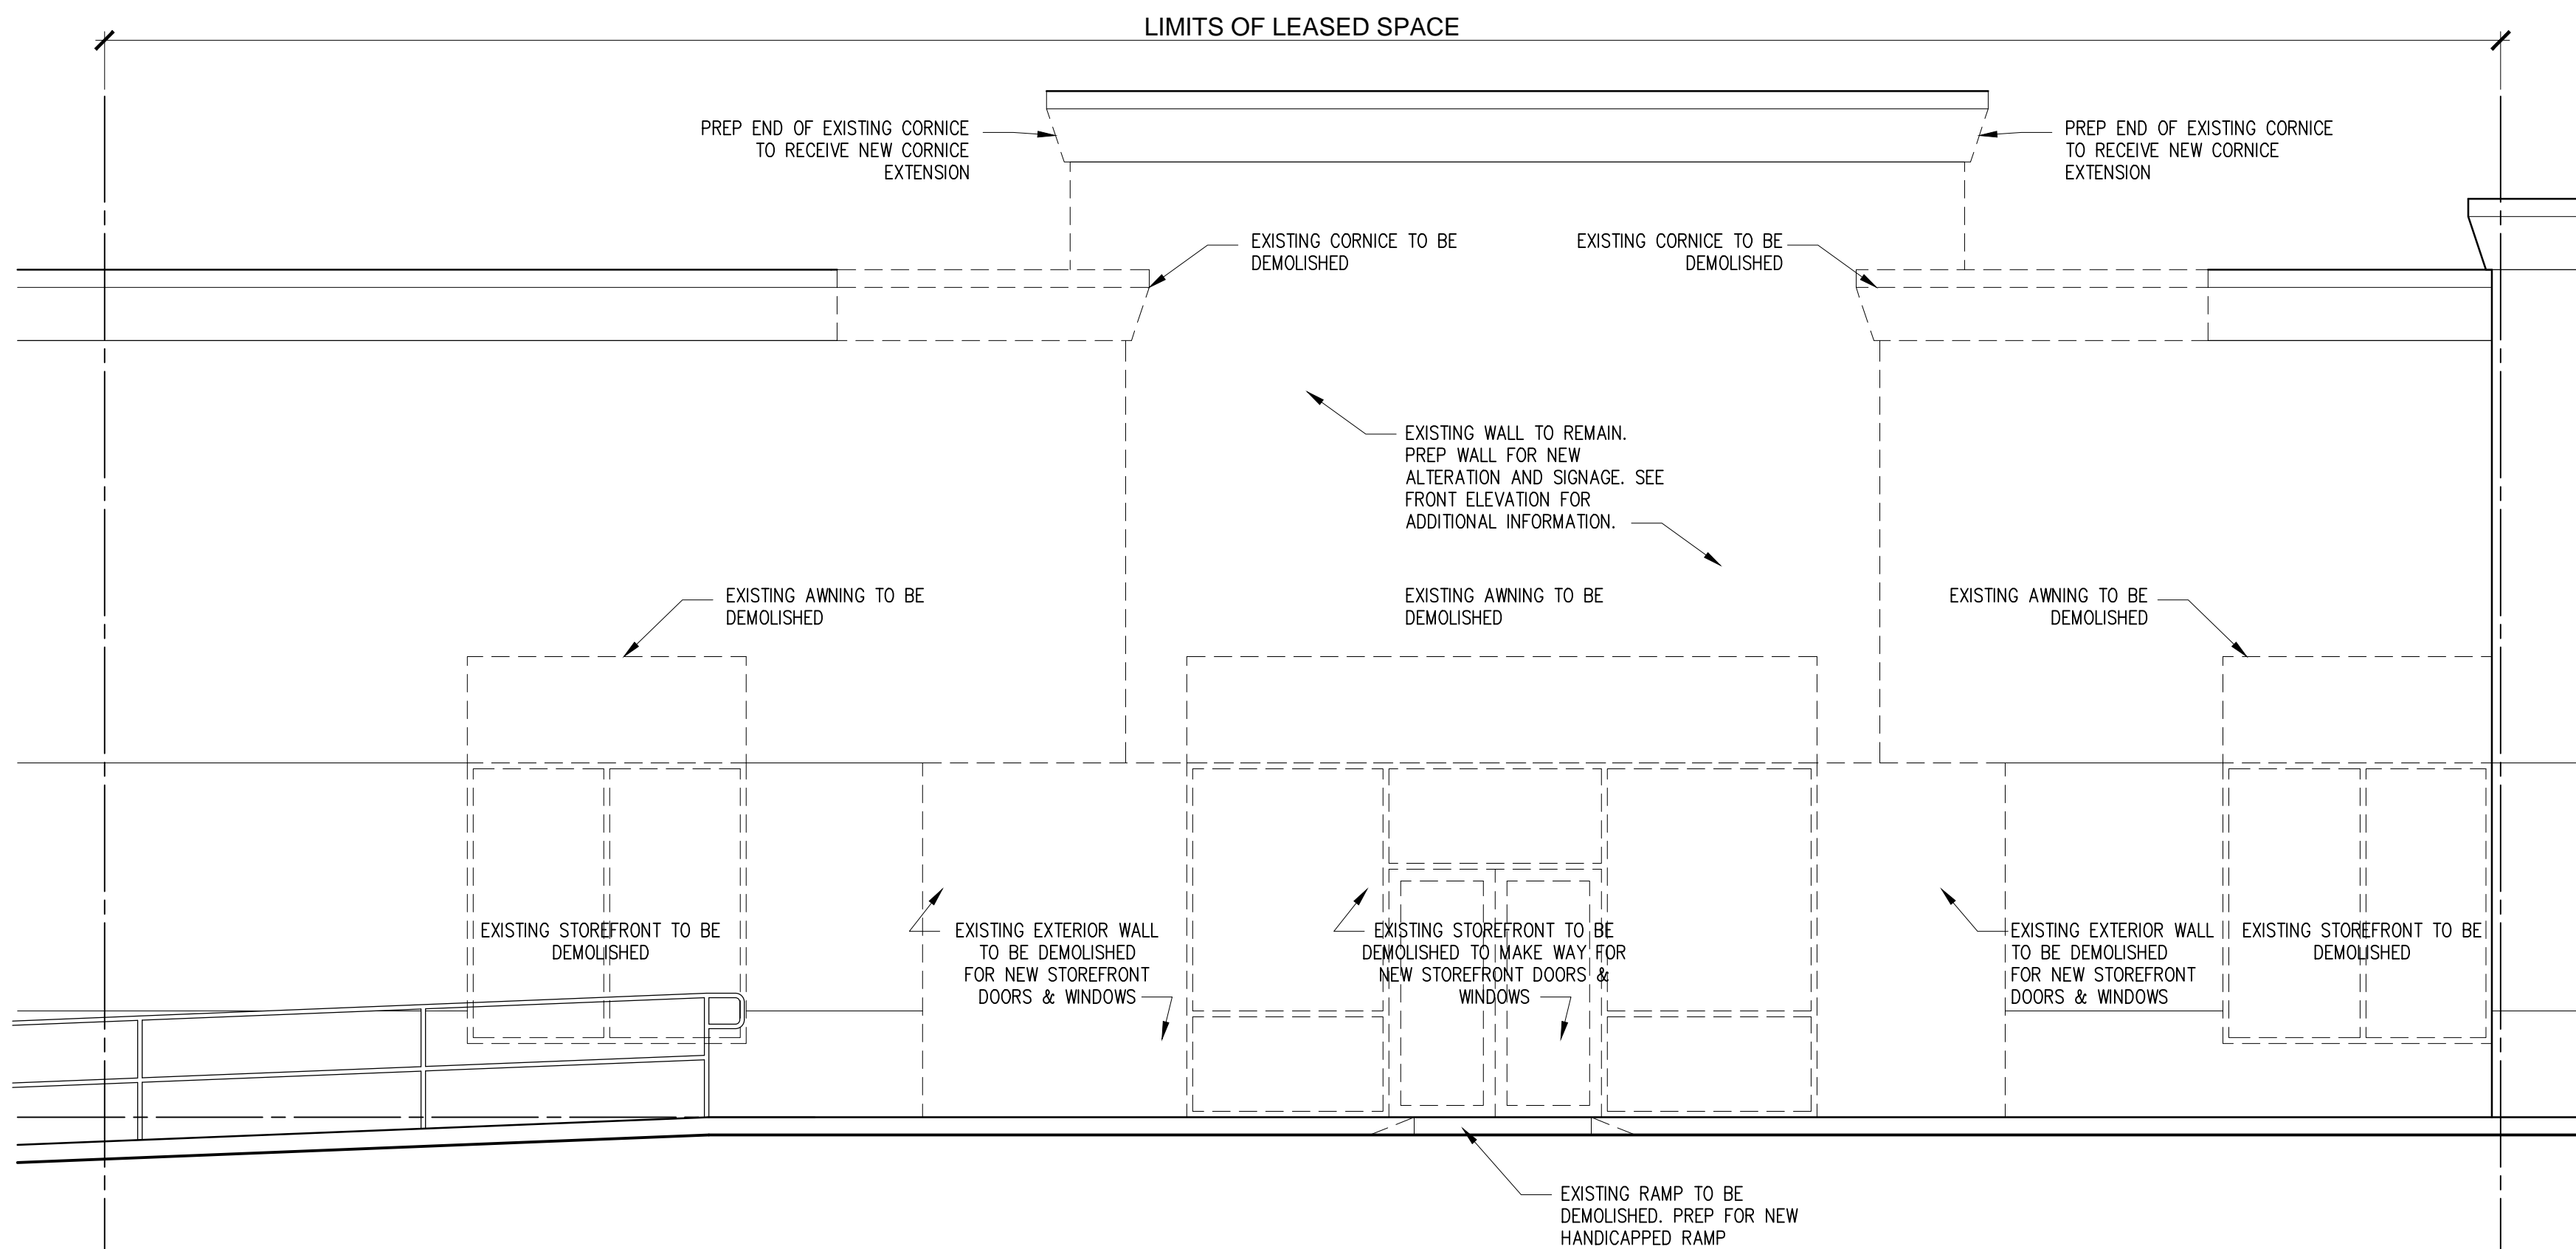 LIMITS OF LEASED SPACE
PREP END OF EXISTING CORNICE
TO RECEIVE NEW CORNICE
EXTENSION
PREP END OF EXISTING CORNICE
TO RECEIVE NEW CORNICE
EXTENSION
EXISTING CORNICE TO BE
DEMOLISHED
EXISTING CORNICE TO BE
DEMOLISHED
EXISTING WALL TO REMAIN.
PREP WALL FOR NEW
ALTERATION AND SIGNAGE. SEE
FRONT ELEVATION FOR
ADDITIONAL INFORMATION.
EXISTING AWNING TO BE
DEMOLISHED
EXISTING AWNING TO BE
DEMOLISHED
EXISTING AWNING TO BE
DEMOLISHED
EXISTING STOREFRONT TO BE
DEMOLISHED
EXISTING EXTERIOR WALL
TO BE DEMOLISHED
FOR NEW STOREFRONT
DOORS & WINDOWS
EXISTING STOREFRONT TO BE
DEMOLISHED TO MAKE WAY FOR
NEW STOREFRONT DOORS &
WINDOWS
EXISTING EXTERIOR WALL
TO BE DEMOLISHED
FOR NEW STOREFRONT
DOORS & WINDOWS
EXISTING STOREFRONT TO BE
DEMOLISHED
EXISTING RAMP TO BE
DEMOLISHED. PREP FOR NEW
HANDICAPPED RAMP